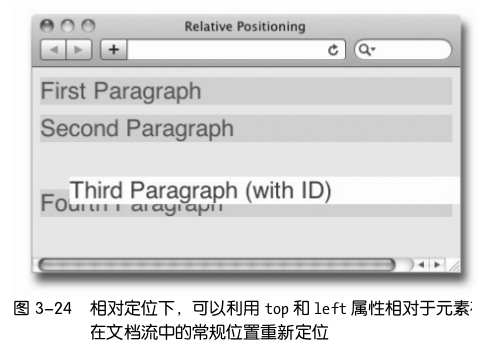 Relative Positioning
First Paragraph
Second Paragraph
Third Paragraph (with ID)
Fourth Paragraph
图 3-24 相对定位下，可以利用 top 和 left 属性相对于元素
在文档流中的常规位置重新定位